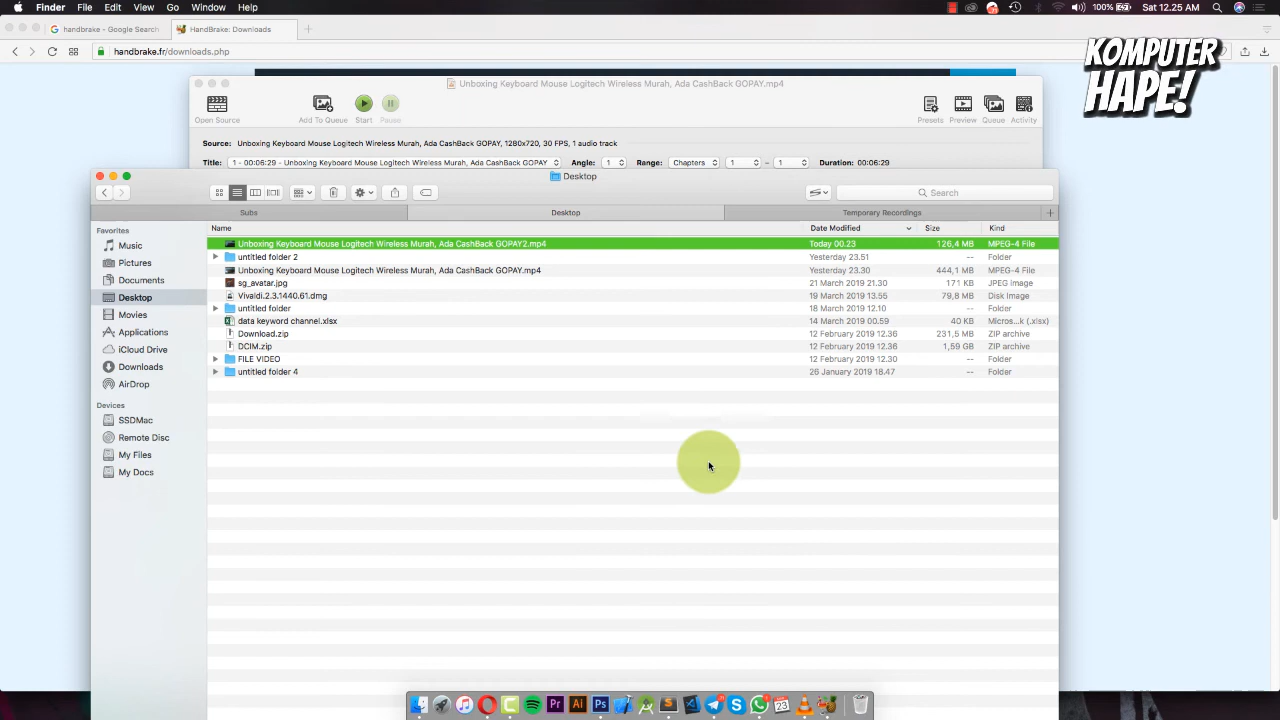 Finder File Edit View Go Window Help 100% Sat 12.25 AM
handbrake - Google Search HandBrake: Downloads
handbrake.fr/downloads.php
KOMPUTER
HAPE!
Unboxing Keyboard Mouse Logitech Wireless Murah, Ada CashBack GOPAY.mp4
Open Source Add To Queue Start Pause Presets Preview Queue Activity
Source: Unboxing Keyboard Mouse Logitech Wireless Murah, Ada CashBack GOPAY, 1280x720, 30 FPS, 1 audio track
Title: 1 - 00:06:29 - Unboxing Keyboard Mouse Logitech Wireless Murah, Ada CashBack GOPAY Angle: 1 Range: Chapters 1 - 1 Duration: 00:06:29
Desktop
Search
Subs Desktop Temporary Recordings
Favorites Name Date Modified Size Kind
Music Unboxing Keyboard Mouse Logitech Wireless Murah, Ada CashBack GOPAY2.mp4 Today 00.23 126,4 MB MPEG-4 File
Pictures untitled folder 2 Yesterday 23.51 -- Folder
Documents Unboxing Keyboard Mouse Logitech Wireless Murah, Ada CashBack GOPAY.mp4 Yesterday 23.30 444,1 MB MPEG-4 File
sg_avatar.jpg 21 March 2019 19.51 171 KB JPEG image
Desktop Vivaldi.2.3.1440.61.dmg 19 March 2019 13.55 79,8 MB Disk Image
Movies untitled folder 18 March 2019 12.10 -- Folder
data keyword channel.xlsx 14 March 2019 00.59 40 KB Micros...k (.xlsx)
Applications Download.zip 12 February 2019 12.36 231,5 MB ZIP archive
iCloud Drive DCIM.zip 12 February 2019 12.36 1,59 GB ZIP archive
Downloads FILE VIDEO 12 February 2019 12.30 -- Folder
AirDrop untitled folder 4 26 January 2019 18.47 -- Folder
Devices
SSDMac
Remote Disc
My Files
My Docs
Pr Ai Ps 23